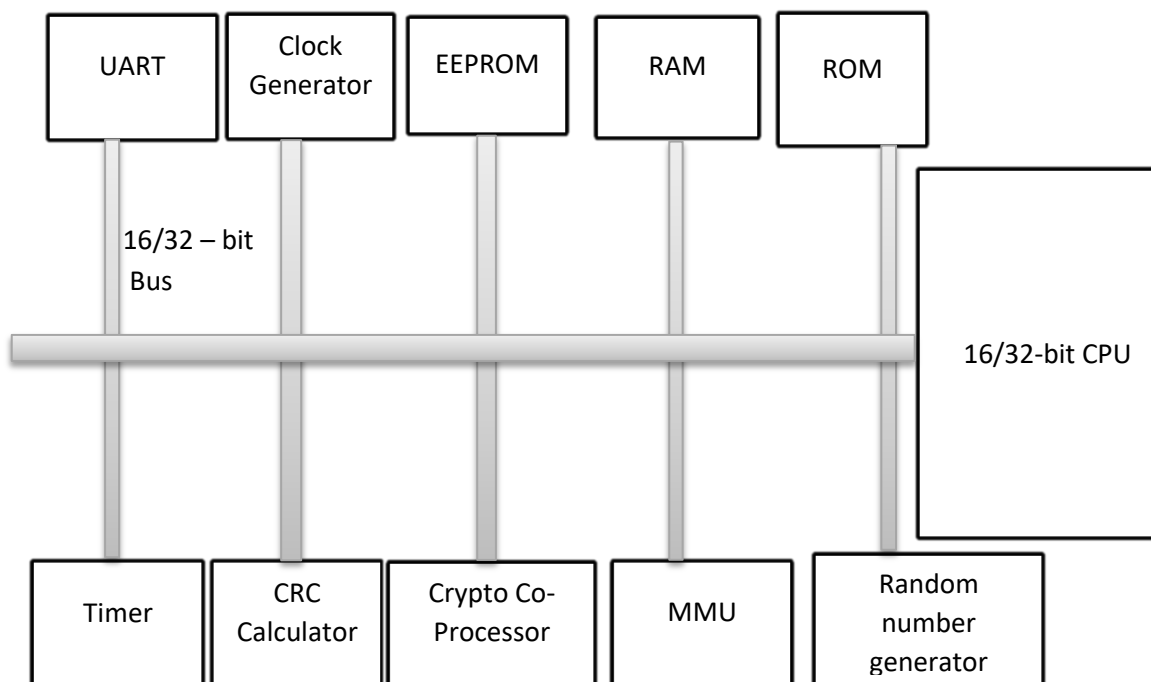 UART
Clock
Generator
EEPROM
RAM
ROM
16/32 – bit
Bus
16/32-bit CPU
Timer
CRC
Calculator
Crypto Co-
Processor
MMU
Random
number
generator